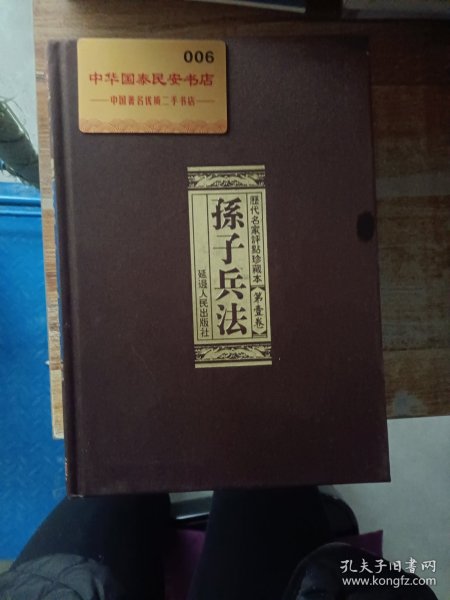 006
中华国泰民安书店
中国著名优质二手书店
歷代名家評點珍藏本《第壹卷》
孫子兵法
延邊人民出版社
孔夫子旧书网
www.kongfz.com